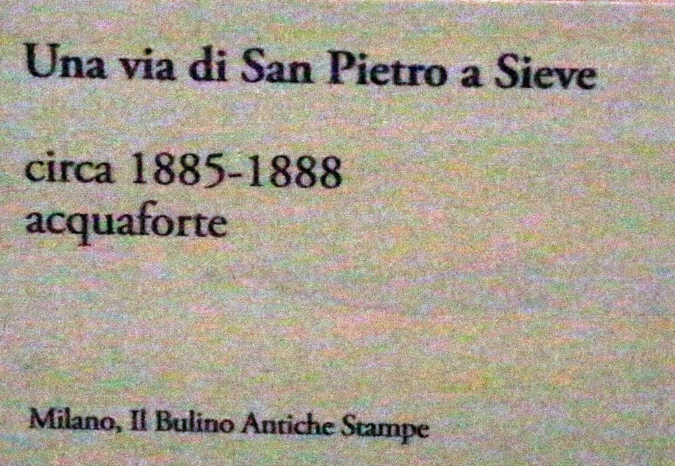 Una via di San Pietro a Sieve
circa 1885-1888
acquaforte
Milano, Il Bulino Antiche Stampe